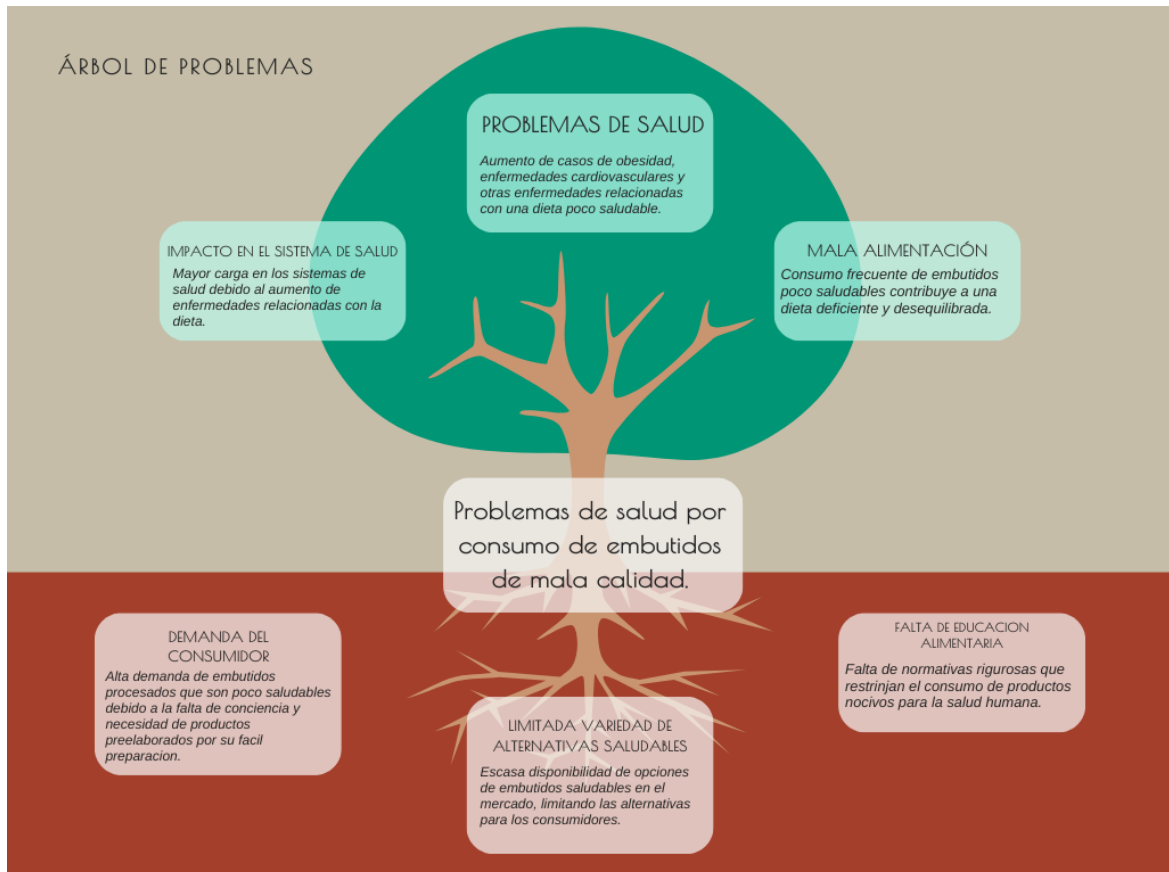 ÁRBOL DE PROBLEMAS
PROBLEMAS DE SALUD
Aumento de casos de obesidad,
enfermedades cardiovasculares y
otras enfermedades relacionadas
con una dieta poco saludable.
IMPACTO EN EL SISTEMA DE SALUD
Mayor carga en los sistemas de
salud debido al aumento de
enfermedades relacionadas con la
dieta.
MALA ALIMENTACIÓN
Consumo frecuente de embutidos
poco saludables contribuye a una
dieta deficiente y desequilibrada.
Problemas de salud por
consumo de embutidos
de mala calidad.
DEMANDA DEL
CONSUMIDOR
Alta demanda de embutidos
procesados que son poco saludables
debido a la falta de conciencia y
necesidad de productos
preelaborados por su facil
preparacion.
LIMITADA VARIEDAD DE
ALTERNATIVAS SALUDABLES
Escasa disponibilidad de opciones
de embutidos saludables en el
mercado, limitando las alternativas
para los consumidores.
FALTA DE EDUCACION
ALIMENTARIA
Falta de normativas rigurosas que
restrinjan el consumo de productos
nocivos para la salud humana.